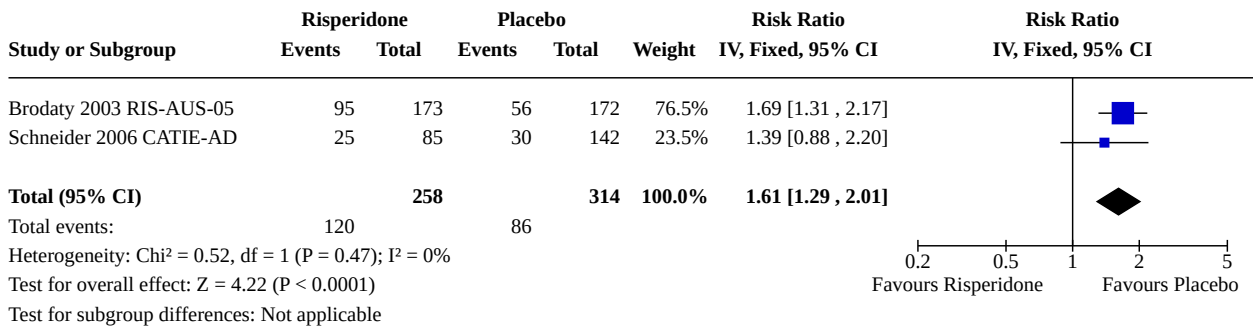 Risperidone Placebo Risk Ratio Risk Ratio
Study or Subgroup Events Total Events Total Weight IV, Fixed, 95% CI IV, Fixed, 95% CI
Brodaty 2003 RIS-AUS-05 95 173 56 172 76.5% 1.69 [1.31 , 2.17]
Schneider 2006 CATIE-AD 25 85 30 142 23.5% 1.39 [0.88 , 2.20]
Total (95% CI) 258 314 100.0% 1.61 [1.29 , 2.01]
Total events: 120 86
Heterogeneity: Chi² = 0.52, df = 1 (P = 0.47); I² = 0%
0.2 0.5 1 2 5
Test for overall effect: Z = 4.22 (P < 0.0001)
Favours Risperidone Favours Placebo
Test for subgroup differences: Not applicable